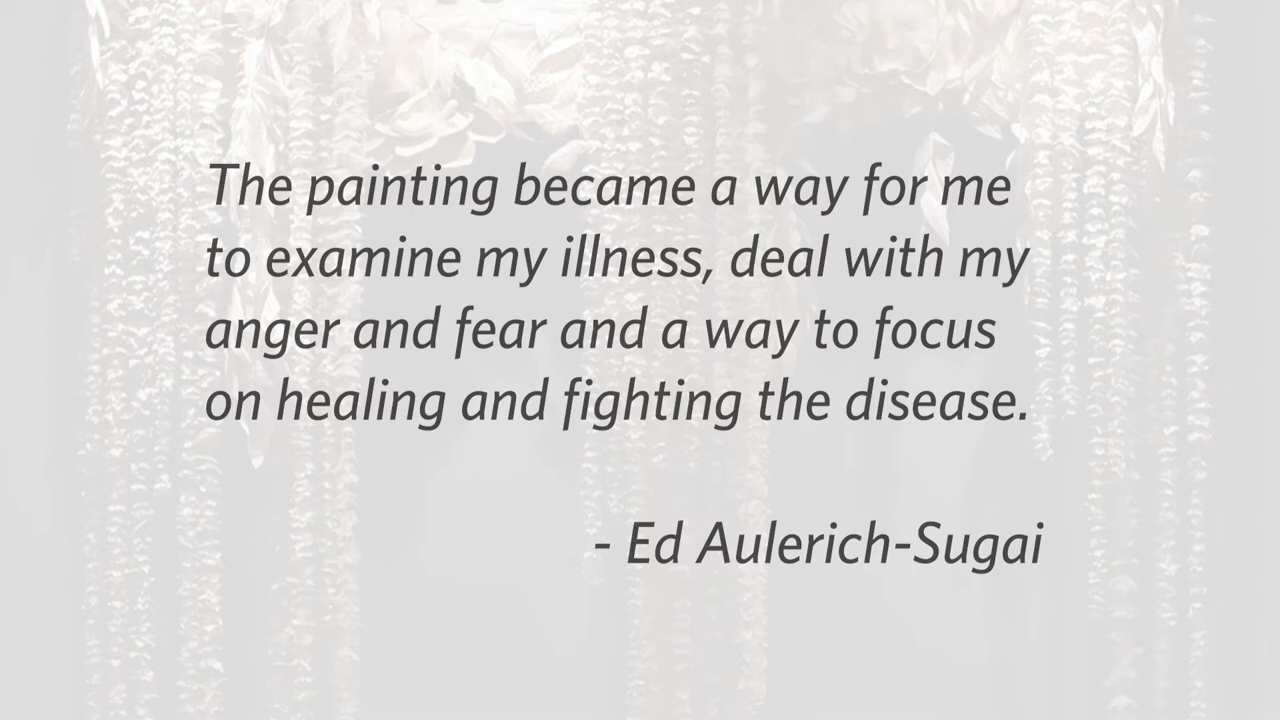 The painting became a way for me
to examine my illness, deal with my
anger and fear and a way to focus
on healing and fighting the disease.
- Ed Aulerich-Sugai